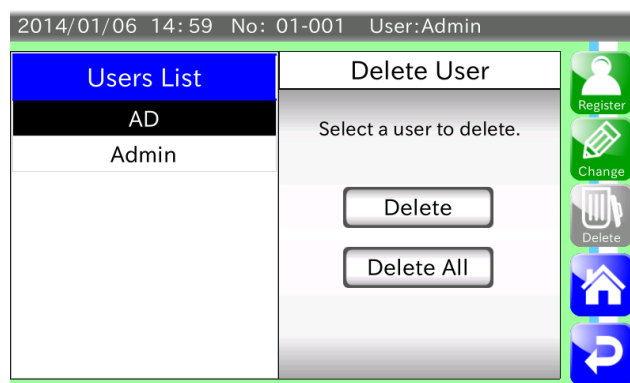 2014/01/06 14:59 No: 01-001 User:Admin
Users List
AD
Admin
Delete User
Select a user to delete.
Delete
Delete All
Register
Change
Delete